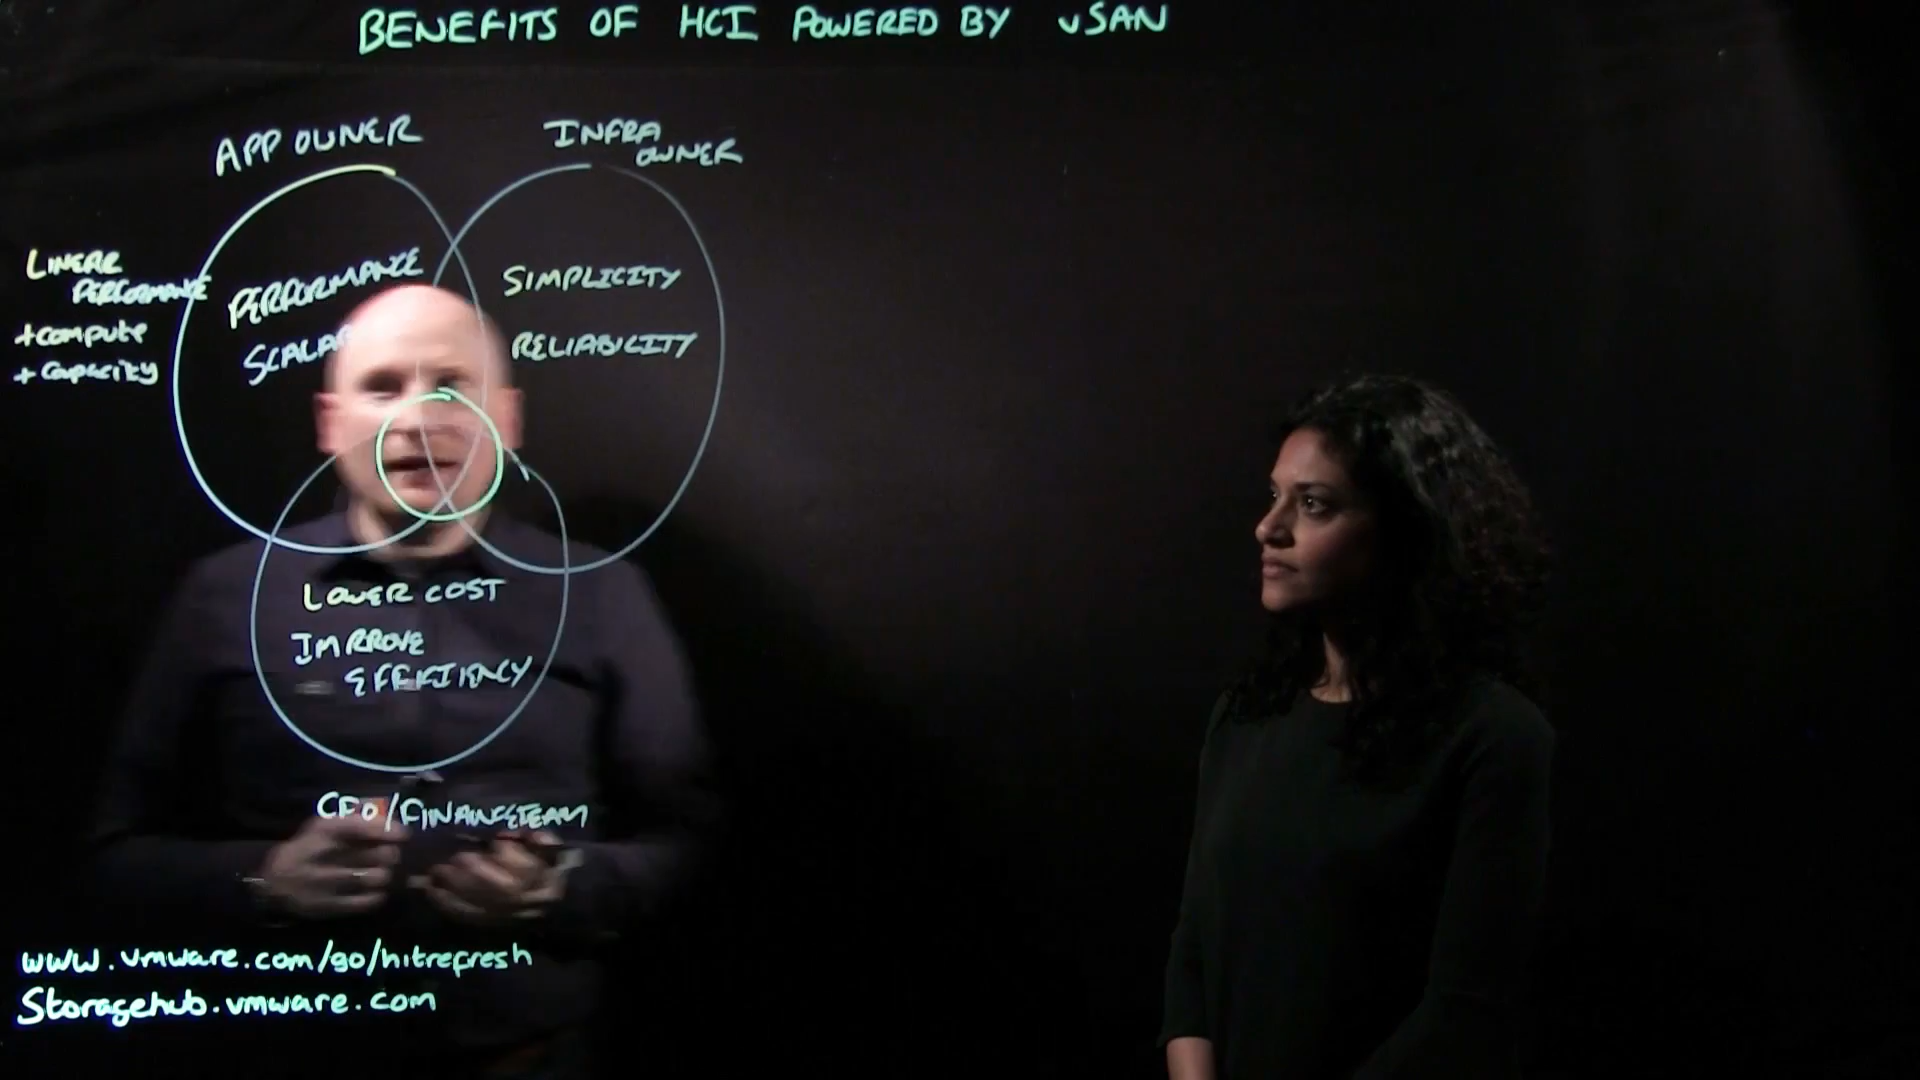 BENEFITS OF HCI POWERED BY vSAN
APP OWNER
INFRA
OWNER
LINEAR
PERFORMANCE
+ compute
+ capacity
PERFORMANCE
SIMPLICITY
RELIABILITY
LOWER COST
IMPROVE
EFFICIENCY
CFO/FINANCE TEAM
www.vmware.com/go/hitrefresh
Storagehub.vmware.com